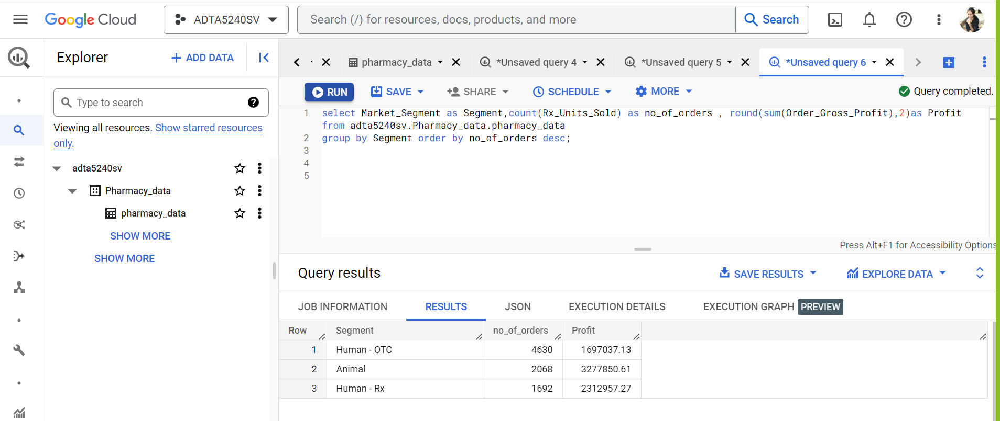 Google Cloud
ADTA5240SV
Search (/) for resources, docs, products, and more
Search
Explorer
ADD DATA
pharmacy_data
*Unsaved query 4
*Unsaved query 5
*Unsaved query 6
RUN
SAVE
SHARE
SCHEDULE
MORE
Query completed.
Type to search
Viewing all resources. Show starred resources
only.
adta5240sv
Pharmacy_data
pharmacy_data
SHOW MORE
SHOW MORE
1 select Market_Segment as Segment,count(Rx_Units_Sold) as no_of_orders , round(sum(Order_Gross_Profit),2)as Profit
from adta5240sv.Pharmacy_data.pharmacy_data
2 group by Segment order by no_of_orders desc;
3
4
5
Press Alt+F1 for Accessibility Options
Query results
SAVE RESULTS
EXPLORE DATA
JOB INFORMATION RESULTS JSON EXECUTION DETAILS EXECUTION GRAPH PREVIEW
Row Segment no_of_orders Profit
1 Human - OTC 4630 1697037.13
2 Animal 2068 3277850.61
3 Human - Rx 1692 2312957.27